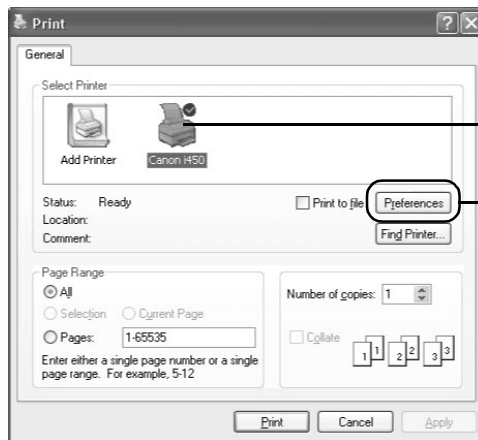 Print
General
Select Printer
Add Printer
Canon i450
Status: Ready
Location:
Comment:
Print to file
Preferences
Find Printer...
Page Range
All
Selection
Current Page
Pages: 1-65535
Enter either a single page number or a single
page range. For example, 5-12
Number of copies: 1
Collate
1 1 2 2 3 3
Print
Cancel
Apply